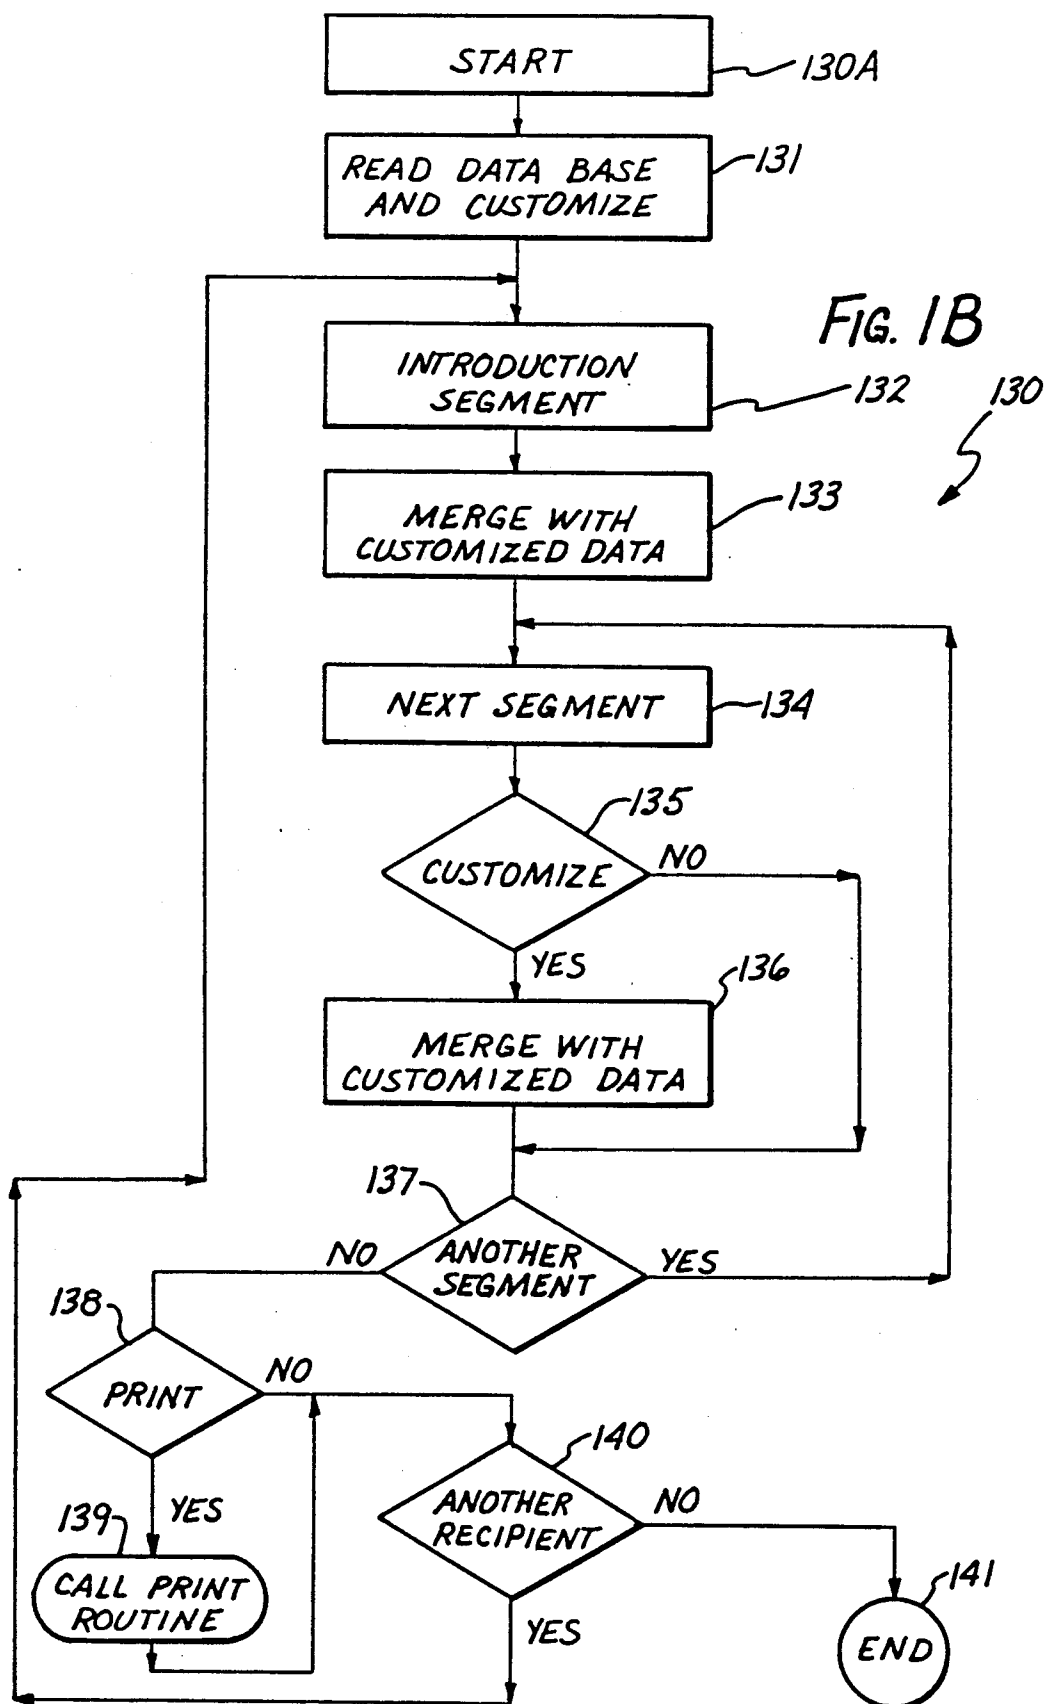 START
130A
READ DATA BASE
AND CUSTOMIZE
131
FIG. 1B
130
INTRODUCTION
SEGMENT
132
MERGE WITH
CUSTOMIZED DATA
133
NEXT SEGMENT
134
135
CUSTOMIZE
NO
YES
136
MERGE WITH
CUSTOMIZED DATA
137
NO
ANOTHER
SEGMENT
YES
138
PRINT
NO
YES
139
CALL PRINT
ROUTINE
140
ANOTHER
RECIPIENT
NO
YES
141
END